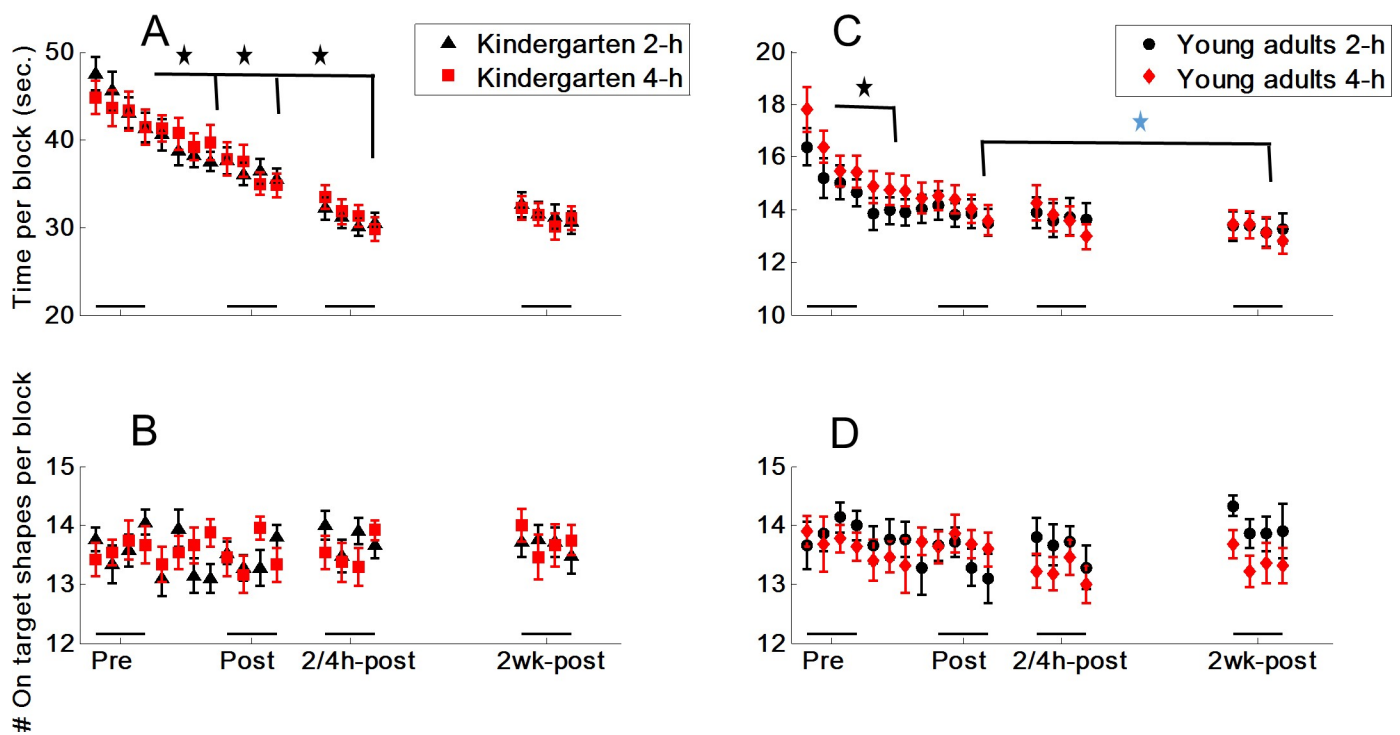 A
Kindergarten 2-h
Kindergarten 4-h
Time per block (sec.)
50
40
30
20
C
Young adults 2-h
Young adults 4-h
20
18
16
14
12
10
B
# On target shapes per block
15
14
13
12
Pre
Post
2/4h-post
2wk-post
D
15
14
13
12
Pre
Post
2/4h-post
2wk-post